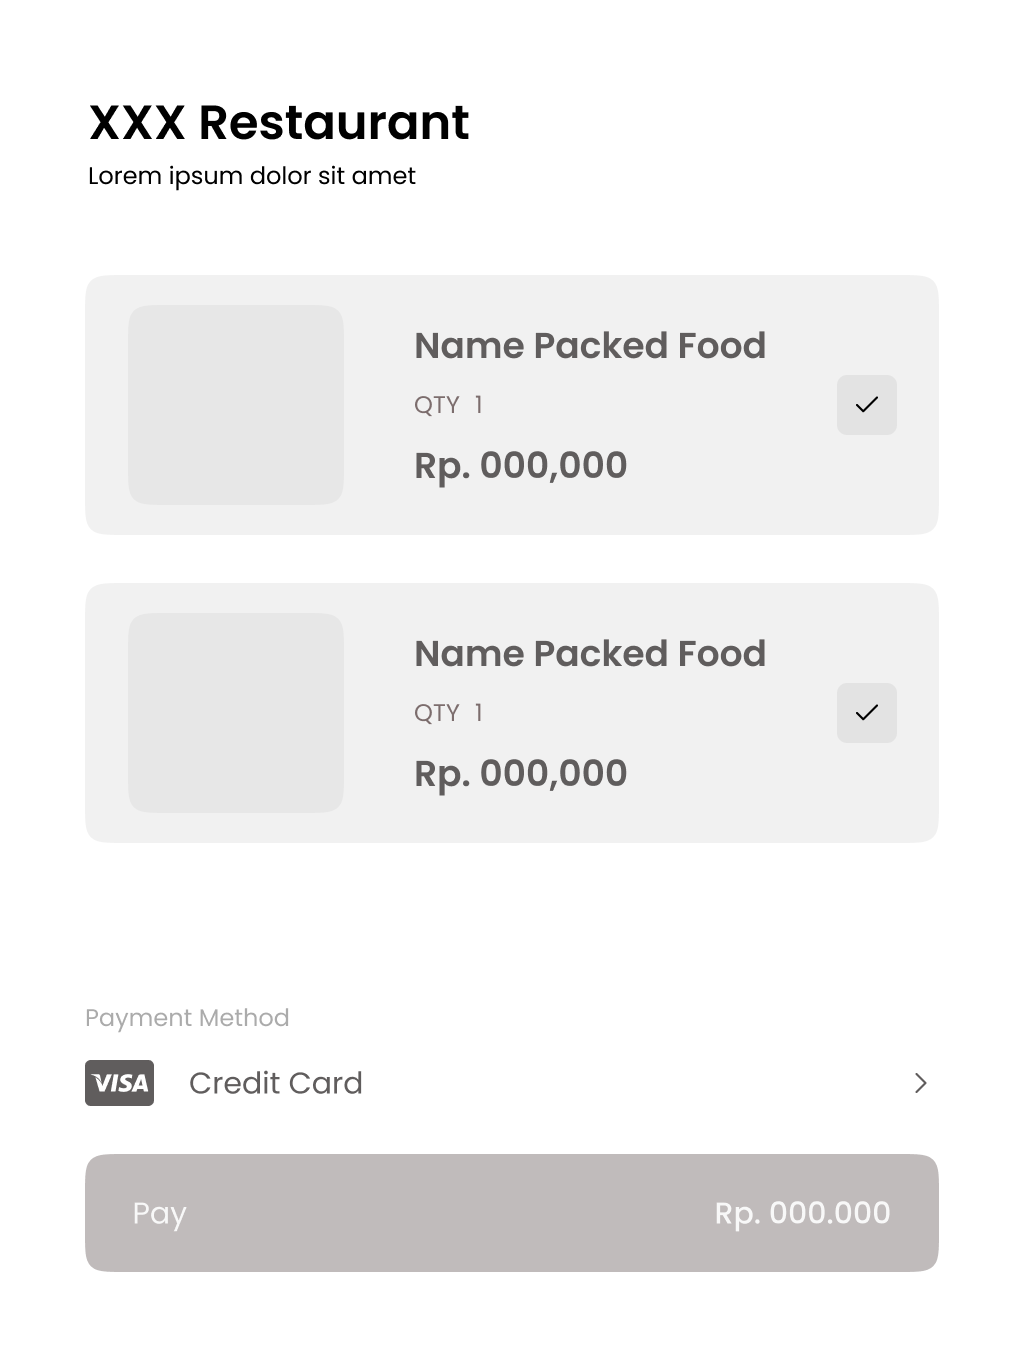 XXX Restaurant
Lorem ipsum dolor sit amet
Name Packed Food
QTY 1
Rp. 000,000
Name Packed Food
QTY 1
Rp. 000,000
Payment Method
VISA Credit Card
Pay Rp. 000.000